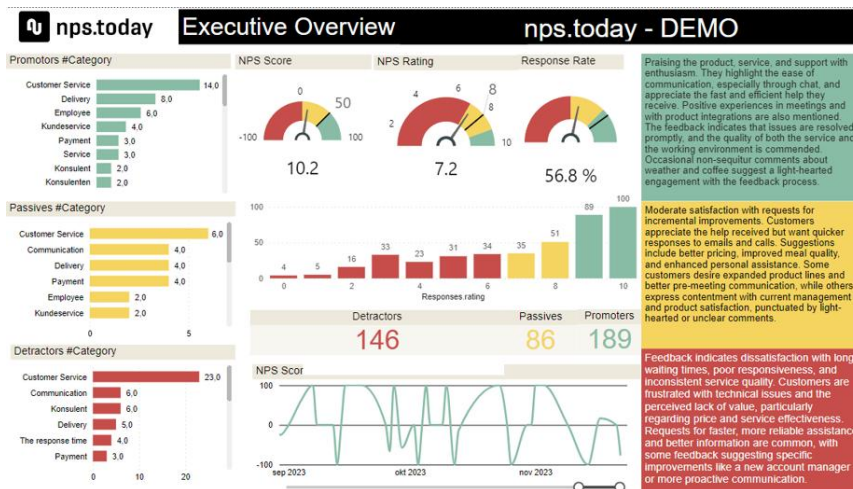 nps.today
Executive Overview
nps.today - DEMO
Promotors #Category
Customer Service 14,0
Delivery 8,0
Employee 6,0
Kundeservice 4,0
Payment 3,0
Service 3,0
Konsulent 2,0
Konsulenten 2,0
Passives #Category
Customer Service 6,0
Communication 4,0
Delivery 4,0
Payment 4,0
Employee 2,0
Kundeservice 2,0
0 5
Detractors #Category
Customer Service 23,0
Communication 6,0
Konsulent 6,0
Delivery 5,0
The response time 4,0
Payment 3,0
0 10 20
NPS Score
0
50
-100 100
10.2
NPS Rating
4 6 8
2 8
10
7.2
Response Rate
56.8 %
100
50
0
4 5 16 33 23 31 34 35 51 89 100
0 2 4 6 8 10
Responses rating
Detractors Passives Promoters
146 86 189
NPS Scor
100
0
-100
sep 2023 okt 2023 nov 2023
Praising the product, service, and support with
enthusiasm. They highlight the ease of
communication, especially through chat, and
appreciate the fast and efficient help they
receive. Positive experiences in meetings and
with product integrations are also mentioned.
The feedback indicates that issues are resolved
promptly, and the quality of both the service and
the working environment is commended.
Occasional non-sequitur comments about
weather and coffee suggest a light-hearted
engagement with the feedback process.
Moderate satisfaction with requests for
incremental improvements. Customers
appreciate the help received but want quicker
responses to emails and calls. Suggestions
include better pricing, improved meal quality,
and enhanced personal assistance. Some
customers desire expanded product lines and
better pre-meeting communication, while others
express contentment with current management
and product satisfaction, punctuated by light-
hearted or unclear comments.
Feedback indicates dissatisfaction with long
waiting times, poor responsiveness, and
inconsistent service quality. Customers are
frustrated with technical issues and the
perceived lack of value, particularly
regarding price and service effectiveness.
Requests for faster, more reliable assistance
and better information are common, with
some feedback suggesting specific
improvements like a new account manager
or more proactive communication.